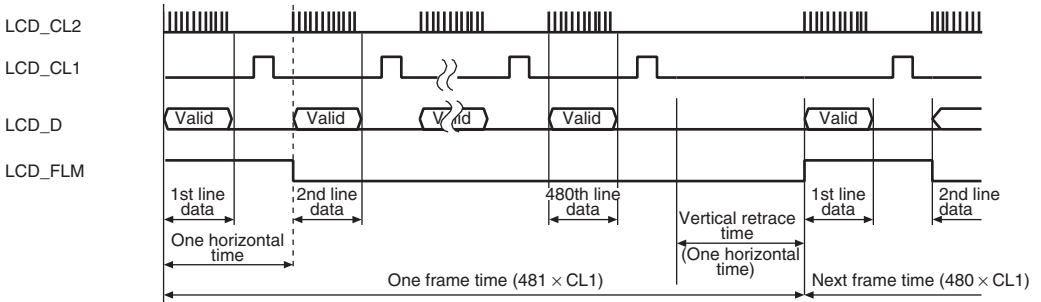 LCD_CL2
LCD_CL1
LCD_D
Valid
Valid
Valid
Valid
Valid
LCD_FLM
1st line
data
2nd line
data
480th line
data
1st line
data
2nd line
data
One horizontal
time
Vertical retrace
time
(One horizontal
time)
One frame time (481 × CL1)
Next frame time (480 × CL1)